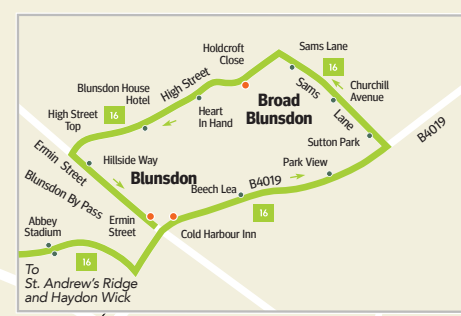 Holdcroft
Close
Sams Lane
16
Churchill
Avenue
Blunsdon House
Hotel
High Street
Heart
In Hand
Broad
Blunsdon
Sams
Lane
High Street
Top
16
Sutton Park
B4019
Ermin Street
Hillside Way
Blunsdon
Park View
Beech Lea
B4019
Blunsdon By Pass
16
Abbey
Stadium
Ermin
Street
Cold Harbour Inn
16
To
St. Andrew's Ridge
and Haydon Wick